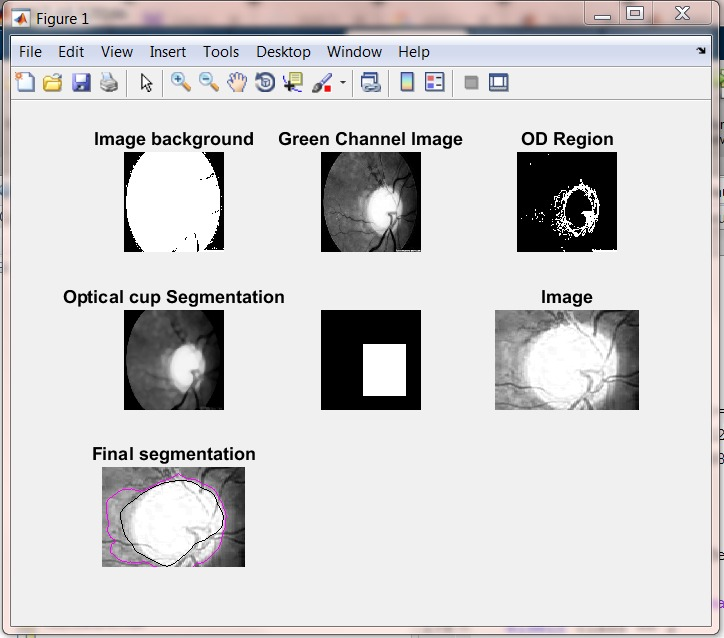 Figure 1
File Edit View Insert Tools Desktop Window Help
Image background
Green Channel Image
OD Region
Optical cup Segmentation
Image
Final segmentation